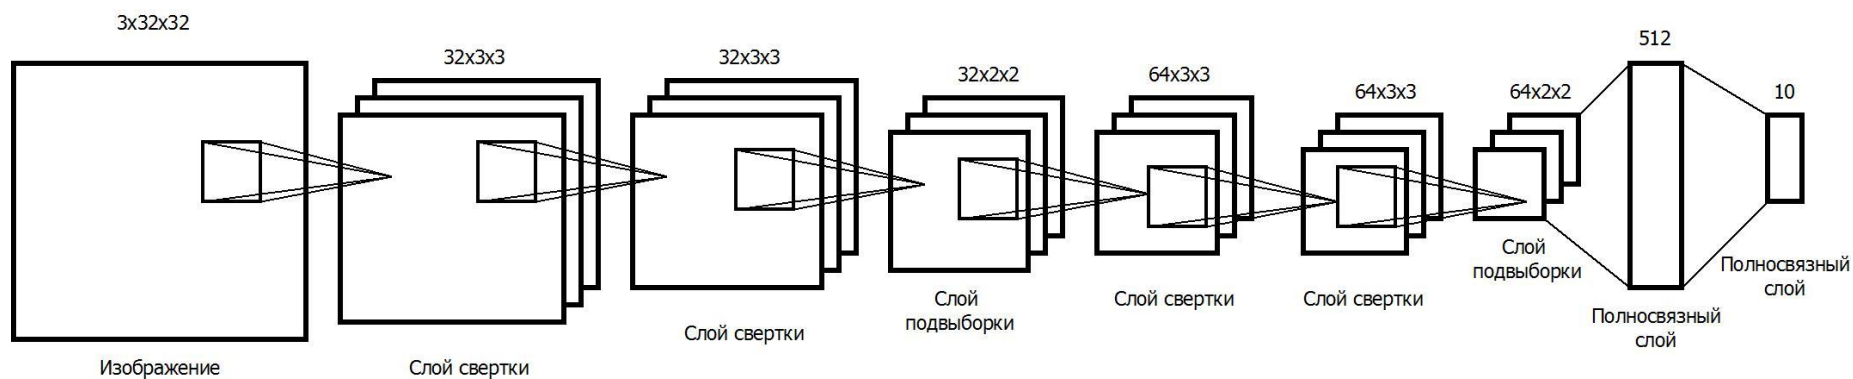 3x32x32
32x3x3
32x3x3
32x2x2
64x3x3
64x3x3
64x2x2
512
10
Изображение
Слой свертки
Слой свертки
Слой
подвыборки
Слой свертки
Слой свертки
Слой
подвыборки
Полносвязный
слой
Полносвязный
слой